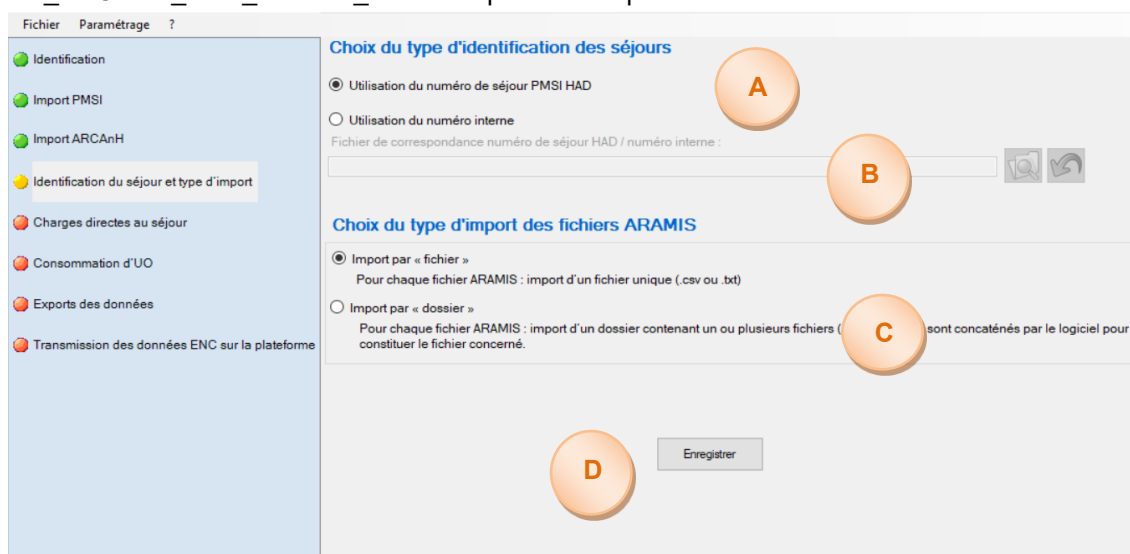 Fichier Paramétrage ?
Identification
Import PMSI
Import ARCAnH
Identification du séjour et type d'import
Charges directes au séjour
Consommation d'UO
Exports des données
Transmission des données ENC sur la plateforme
Choix du type d'identification des séjours
Utilisation du numéro de séjour PMSI HAD
A
Utilisation du numéro interne
Fichier de correspondance numéro de séjour HAD / numéro interne :
B
Choix du type d'import des fichiers ARAMIS
Import par « fichier »
Pour chaque fichier ARAMIS : import d'un fichier unique (.csv ou .txt)
Import par « dossier »
Pour chaque fichier ARAMIS : import d'un dossier contenant un ou plusieurs fichiers ( sont concaténés par le logiciel pour
constituer le fichier concerné.
C
Enregistrer
D